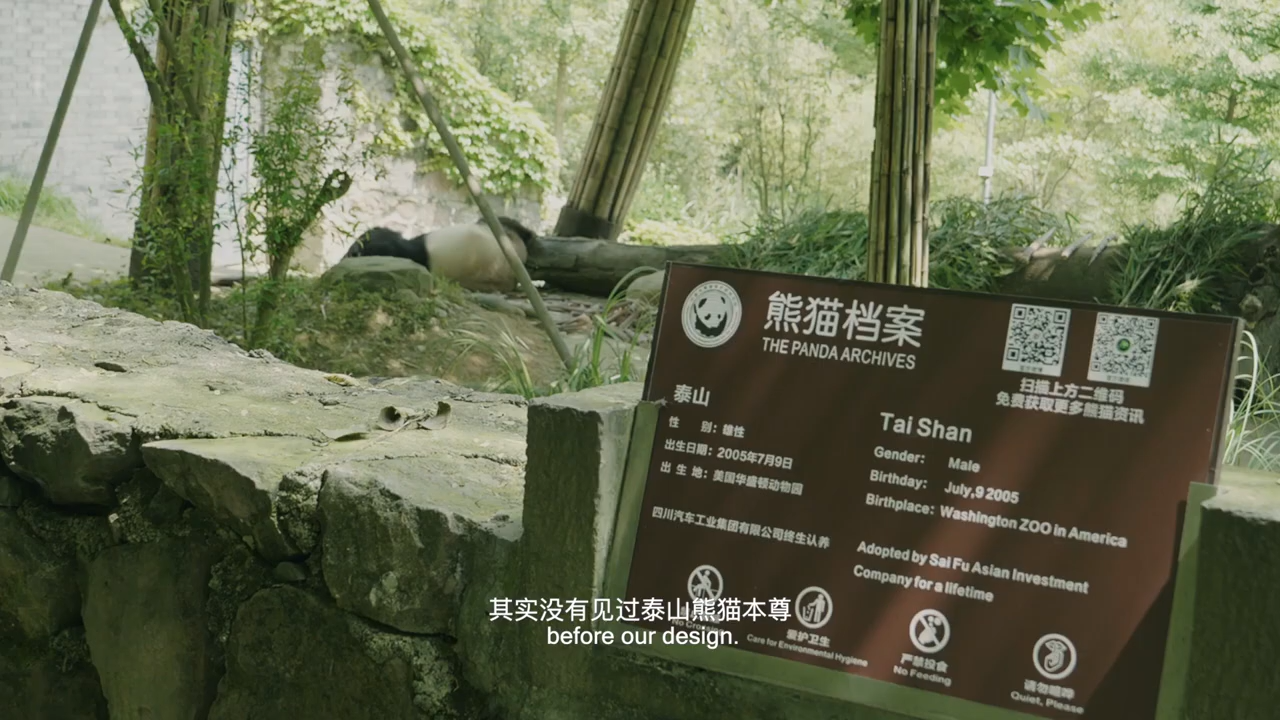 熊猫档案
THE PANDA ARCHIVES
扫描上方二维码
免费获取更多熊猫资讯
泰山
性 别：雄性
出生日期：2005年7月9日
出 生 地：美国华盛顿动物园
四川汽车工业集团有限公司终生认养
Tai Shan
Gender: Male
Birthday: July,9 2005
Birthplace: Washington ZOO in America
Adopted by Sai Fu Asian Investment
Company for a lifetime
爱护卫生
Care for Environmental Hygiene
严禁投食
No Feeding
请勿喧哗
Quiet, Please
其实没有见过泰山熊猫本尊
before our design.